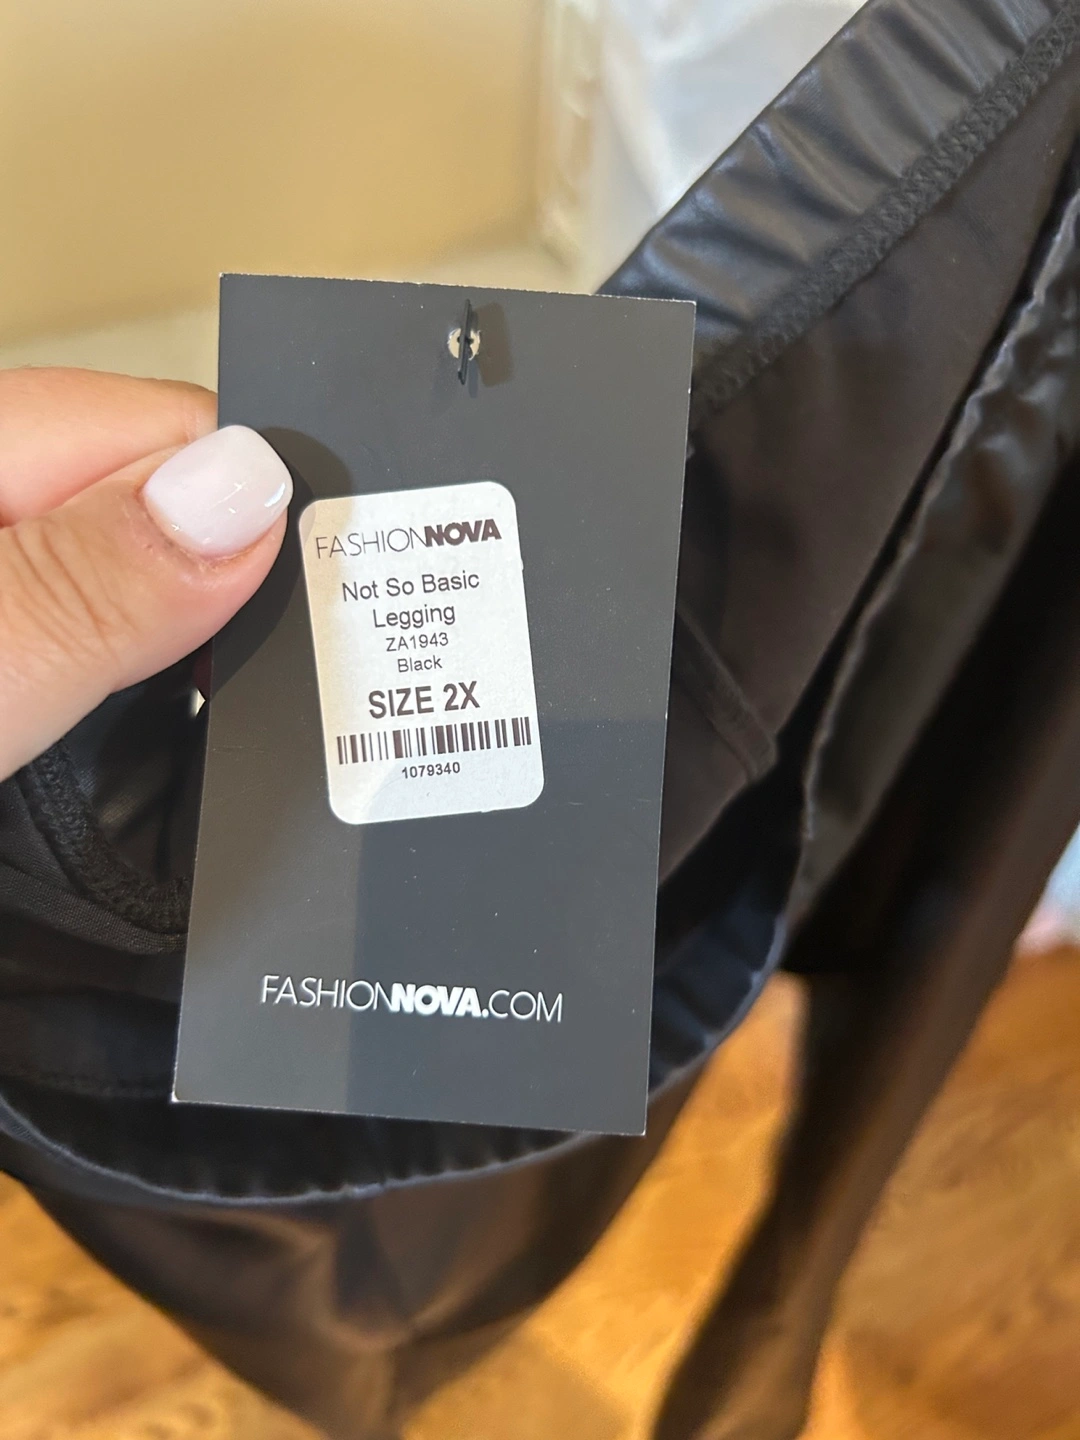 FASHIONNOVA
Not So Basic
Legging
ZA1943
Black
SIZE 2X
1079340
FASHIONNOVA.COM